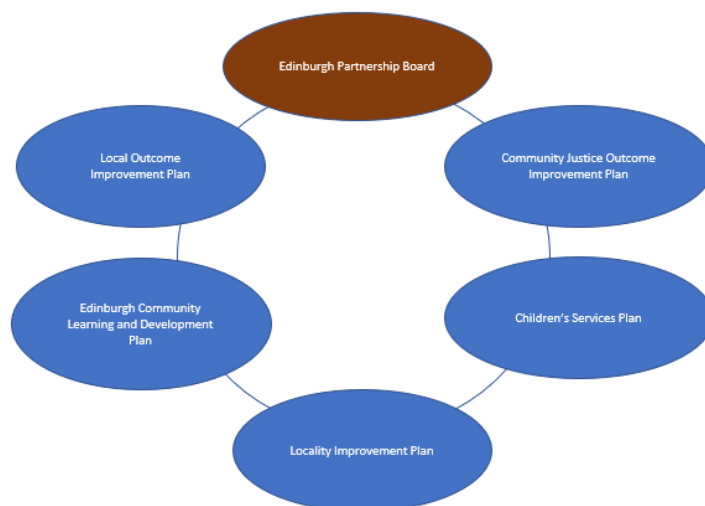 Edinburgh Partnership Board
Local Outcome
Improvement Plan
Community Justice Outcome
Improvement Plan
Edinburgh Community
Learning and Development
Plan
Children’s Services Plan
Locality Improvement Plan